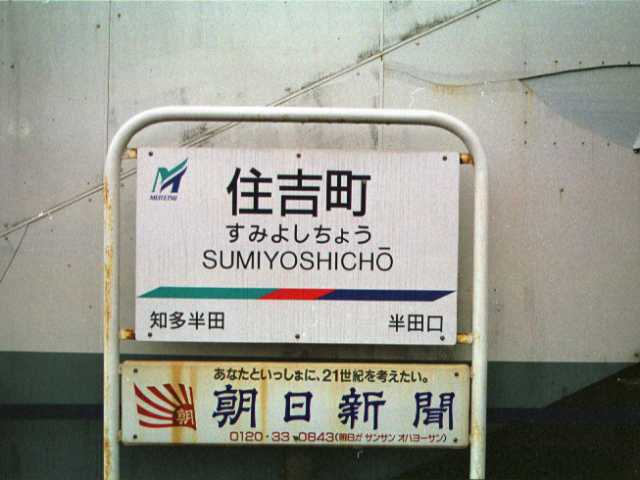 MEITETSU
住吉町
すみよしちょう
SUMIYOSHICHŌ
知多半田 半田口
あなたといっしょに、21世紀を考えたい。
朝 朝日新聞
0120・33-0843(朝日ガ サンサン オハヨーサン)